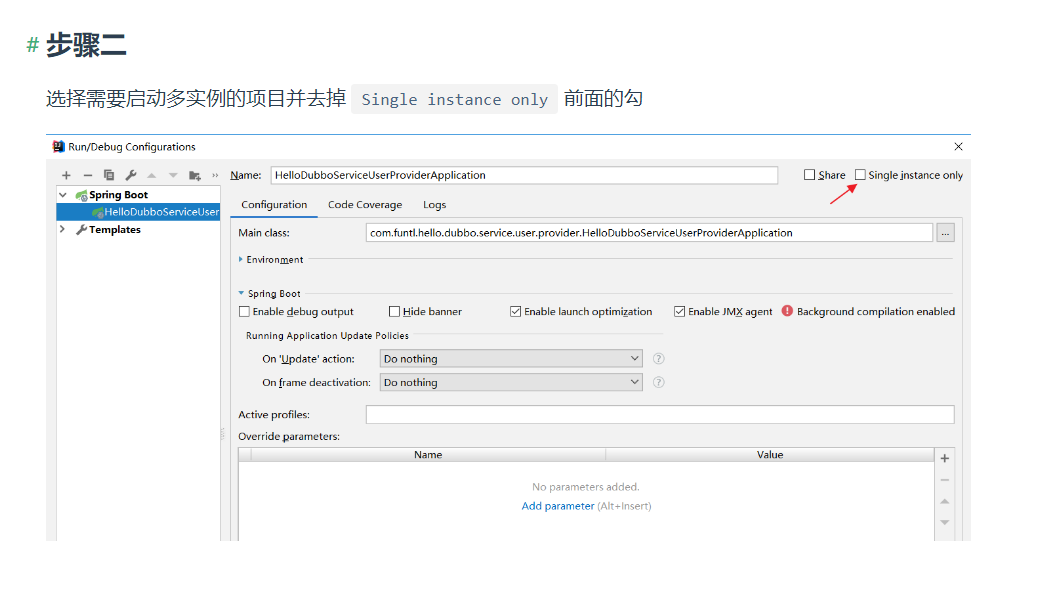 # 步骤二
选择需要启动多实例的项目并去掉 Single instance only 前面的勾
Run/Debug Configurations
Name: HelloDubboServiceUserProviderApplication Share Single instance only
Spring Boot
HelloDubboServiceUser
Templates
Configuration Code Coverage Logs
Main class: com.funtl.hello.dubbo.service.user.provider.HelloDubboServiceUserProviderApplication ...
Environment
Spring Boot
Enable debug output Hide banner Enable launch optimization Enable JMX agent Background compilation enabled
Running Application Update Policies
On 'Update' action: Do nothing ?
On frame deactivation: Do nothing ?
Active profiles:
Override parameters:
Name Value
No parameters added.
Add parameter (Alt+Insert)